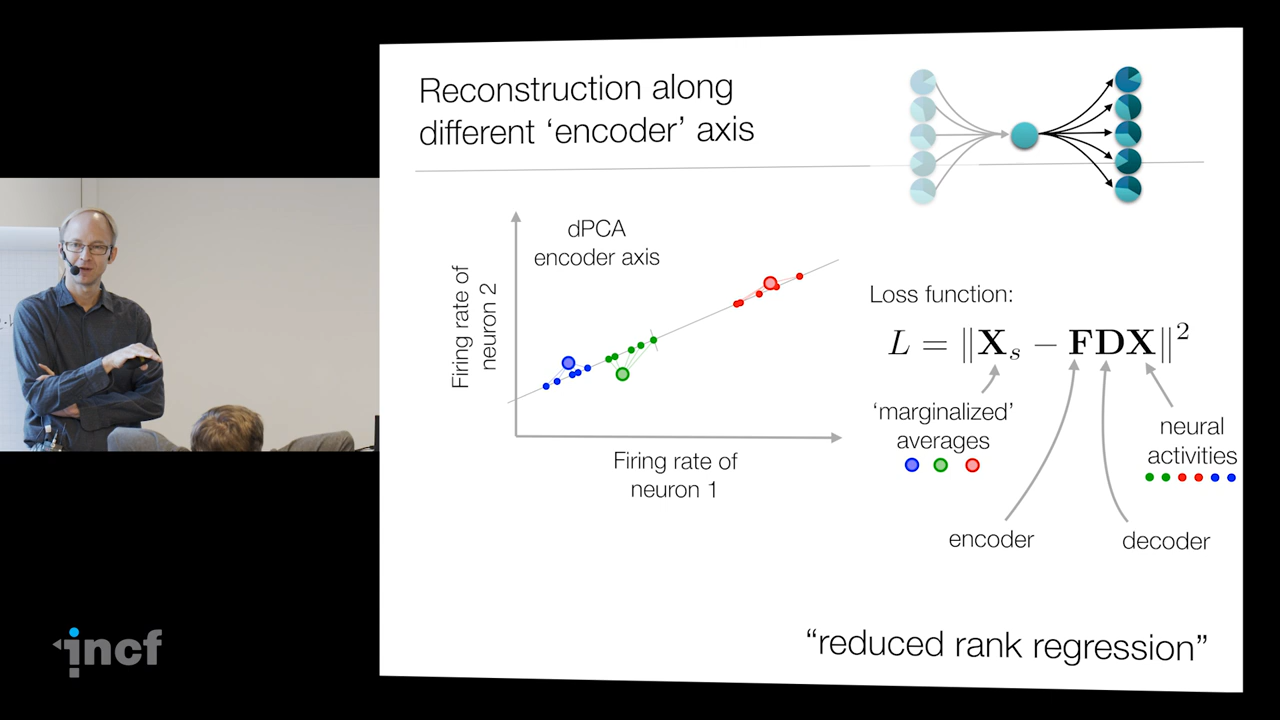 Reconstruction along
different ‘encoder’ axis
dPCA
encoder axis
Firing rate of
neuron 2
Firing rate of
neuron 1
Loss function:
L = ‖X_s − FDX‖²
‘marginalized’
averages
neural
activities
encoder
decoder
“reduced rank regression”
incf